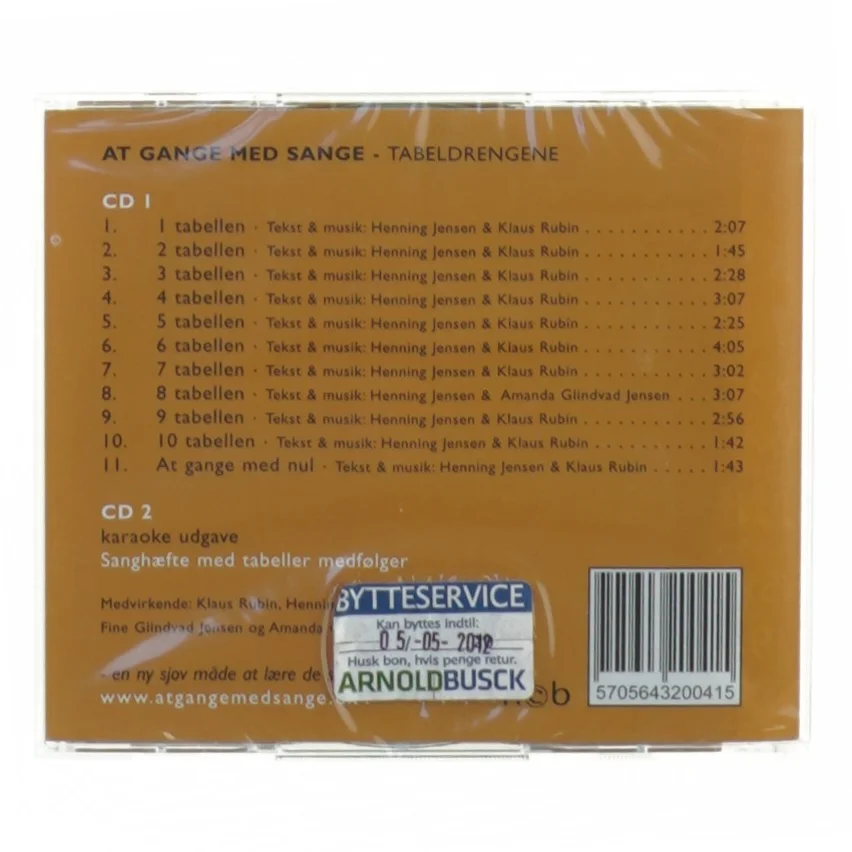 AT GANGE MED SANGE - TABELDRENGENE
CD 1
1. 1 tabellen · Tekst & musik: Henning Jensen & Klaus Rubin . . . . . . . . . . . . 2:07
2. 2 tabellen · Tekst & musik: Henning Jensen & Klaus Rubin . . . . . . . . . . . . 1:45
3. 3 tabellen · Tekst & musik: Henning Jensen & Klaus Rubin . . . . . . . . . . . . 2:28
4. 4 tabellen · Tekst & musik: Henning Jensen & Klaus Rubin . . . . . . . . . . . . 3:07
5. 5 tabellen · Tekst & musik: Henning Jensen & Klaus Rubin . . . . . . . . . . . . 2:25
6. 6 tabellen · Tekst & musik: Henning Jensen & Klaus Rubin . . . . . . . . . . . . 4:05
7. 7 tabellen · Tekst & musik: Henning Jensen & Klaus Rubin . . . . . . . . . . . . 3:02
8. 8 tabellen · Tekst & musik: Henning Jensen & Amanda Glindvad Jensen . . . 3:07
9. 9 tabellen · Tekst & musik: Henning Jensen & Klaus Rubin . . . . . . . . . . . . 2:56
10. 10 tabellen · Tekst & musik: Henning Jensen & Klaus Rubin . . . . . . . . . . . 1:42
11. At gange med nul · Tekst & musik: Henning Jensen & Klaus Rubin . . . . . 1:43
CD 2
karaoke udgave
Sanghæfte med tabeller medfølger
Medvirkende: Klaus Rubin,
Fine Glindvad Jensen og Amanda
- en ny sjov måde at lære de
www.atgangemedsange.
BYTTESERVICE
Kan byttes indtil:
05/-05- 2012
Husk bon, hvis penge retur.
ARNOLDBUSCK
5705643200415